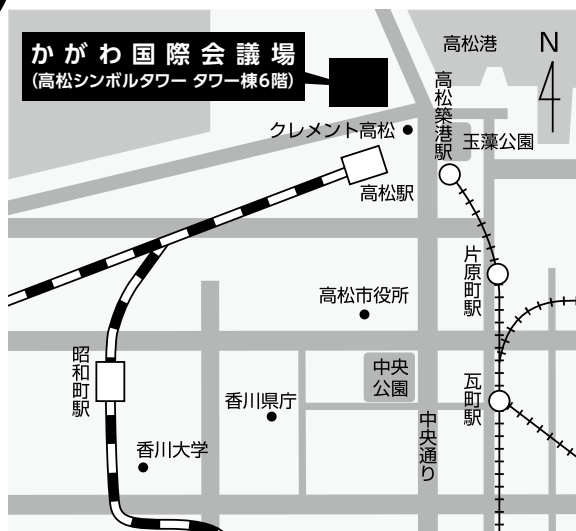 かがわ国際会議場
(高松シンボルタワー タワー棟6階)
高松港
N
高松築港駅
クレメント高松
玉藻公園
高松駅
片原町駅
高松市役所
昭和町駅
中央
公園
瓦町駅
香川県庁
中央通り
香川大学